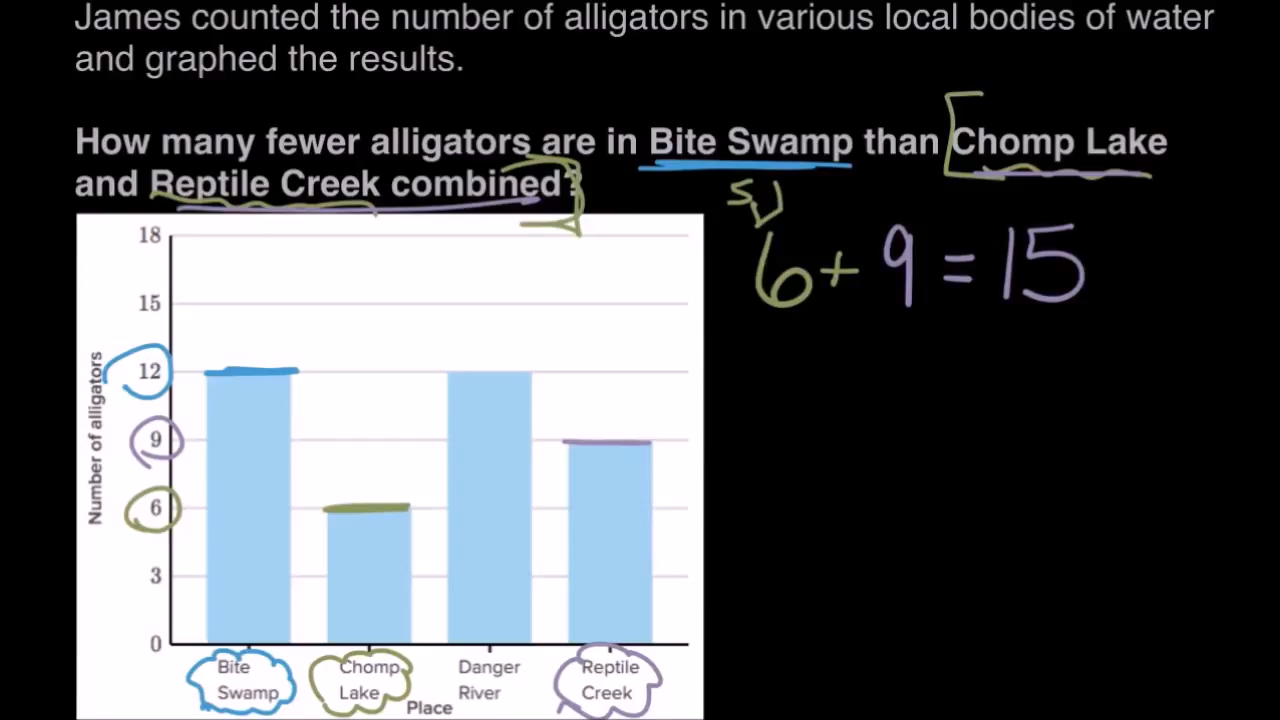 James counted the number of alligators in various local bodies of water
and graphed the results.
How many fewer alligators are in Bite Swamp than Chomp Lake
and Reptile Creek combined?
5 1
6 + 9 = 15
18
15
12
9
6
3
0
Number of alligators
Bite Swamp
Chomp Lake
Danger River
Reptile Creek
Place